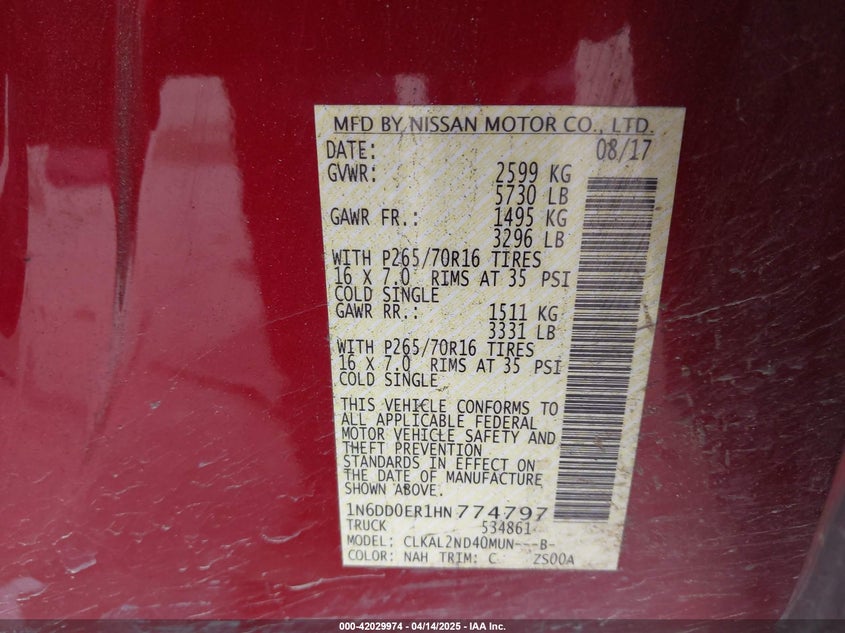 MFD BY NISSAN MOTOR CO., LTD.
DATE: 08/17
GVWR: 2599 KG
5730 LB
GAWR FR.: 1495 KG
3296 LB
WITH P265/70R16 TIRES
16 X 7.0 RIMS AT 35 PSI
COLD SINGLE
GAWR RR.: 1511 KG
3331 LB
WITH P265/70R16 TIRES
16 X 7.0 RIMS AT 35 PSI
COLD SINGLE
THIS VEHICLE CONFORMS TO
ALL APPLICABLE FEDERAL
MOTOR VEHICLE SAFETY AND
THEFT PREVENTION
STANDARDS IN EFFECT ON
THE DATE OF MANUFACTURE
SHOWN ABOVE.
1N6DD0ER1HN774797
TRUCK 534861
MODEL: CLKAL2ND40MUN---B-
COLOR: NAH TRIM: C ZS00A
000-42029974 - 04/14/2025 - IAA Inc.